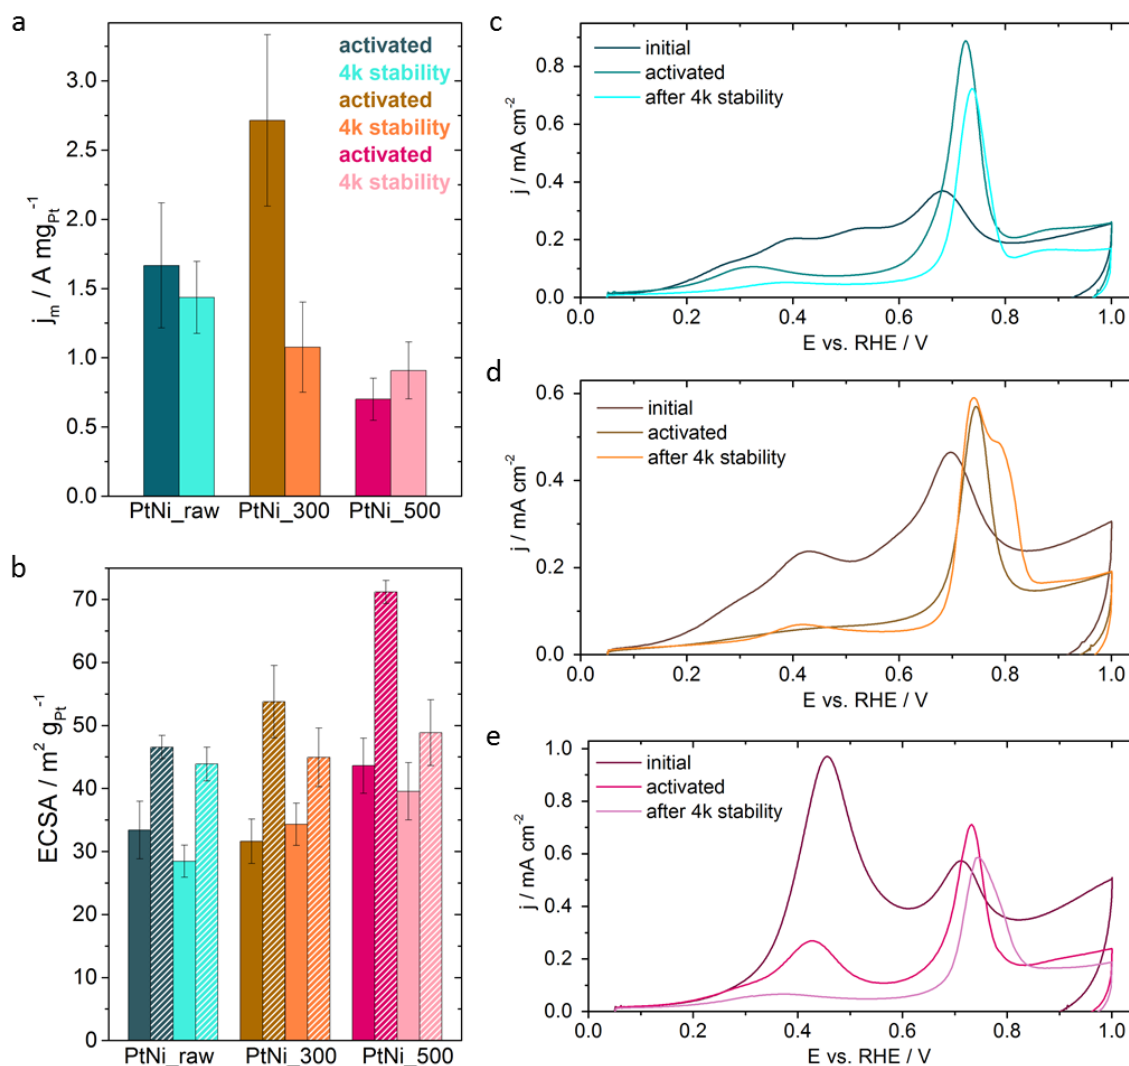 a
activated
4k stability
activated
4k stability
activated
4k stability
j_m / A mg_Pt^-1
3.0
2.5
2.0
1.5
1.0
0.5
0.0
PtNi_raw PtNi_300 PtNi_500
b
ECSA / m^2 g_Pt^-1
70
60
50
40
30
20
10
0
PtNi_raw PtNi_300 PtNi_500
c
initial
activated
after 4k stability
j / mA cm^-2
0.8
0.4
0.2
0.0
0.0 0.2 0.4 0.6 0.8 1.0
E vs. RHE / V
d
initial
activated
after 4k stability
j / mA cm^-2
0.6
0.4
0.2
0.0
0.0 0.2 0.4 0.6 0.8 1.0
E vs. RHE / V
e
initial
activated
after 4k stability
j / mA cm^-2
1.0
0.8
0.6
0.4
0.2
0.0
0.0 0.2 0.4 0.6 0.8 1.0
E vs. RHE / V